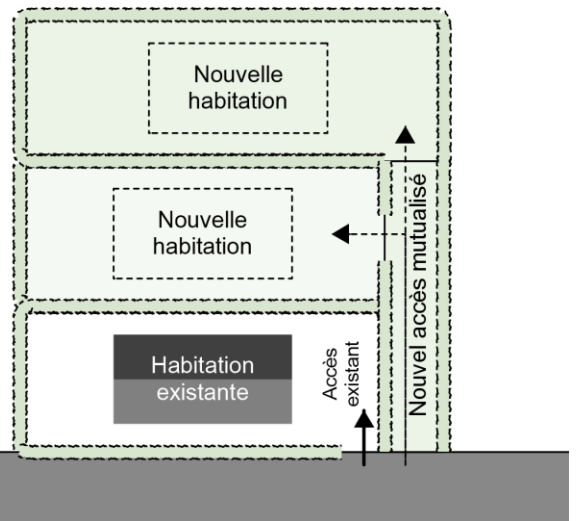 Nouvelle
habitation
Nouvelle
habitation
Nouvel accès mutualisé
Habitation
existante
Accès
existant